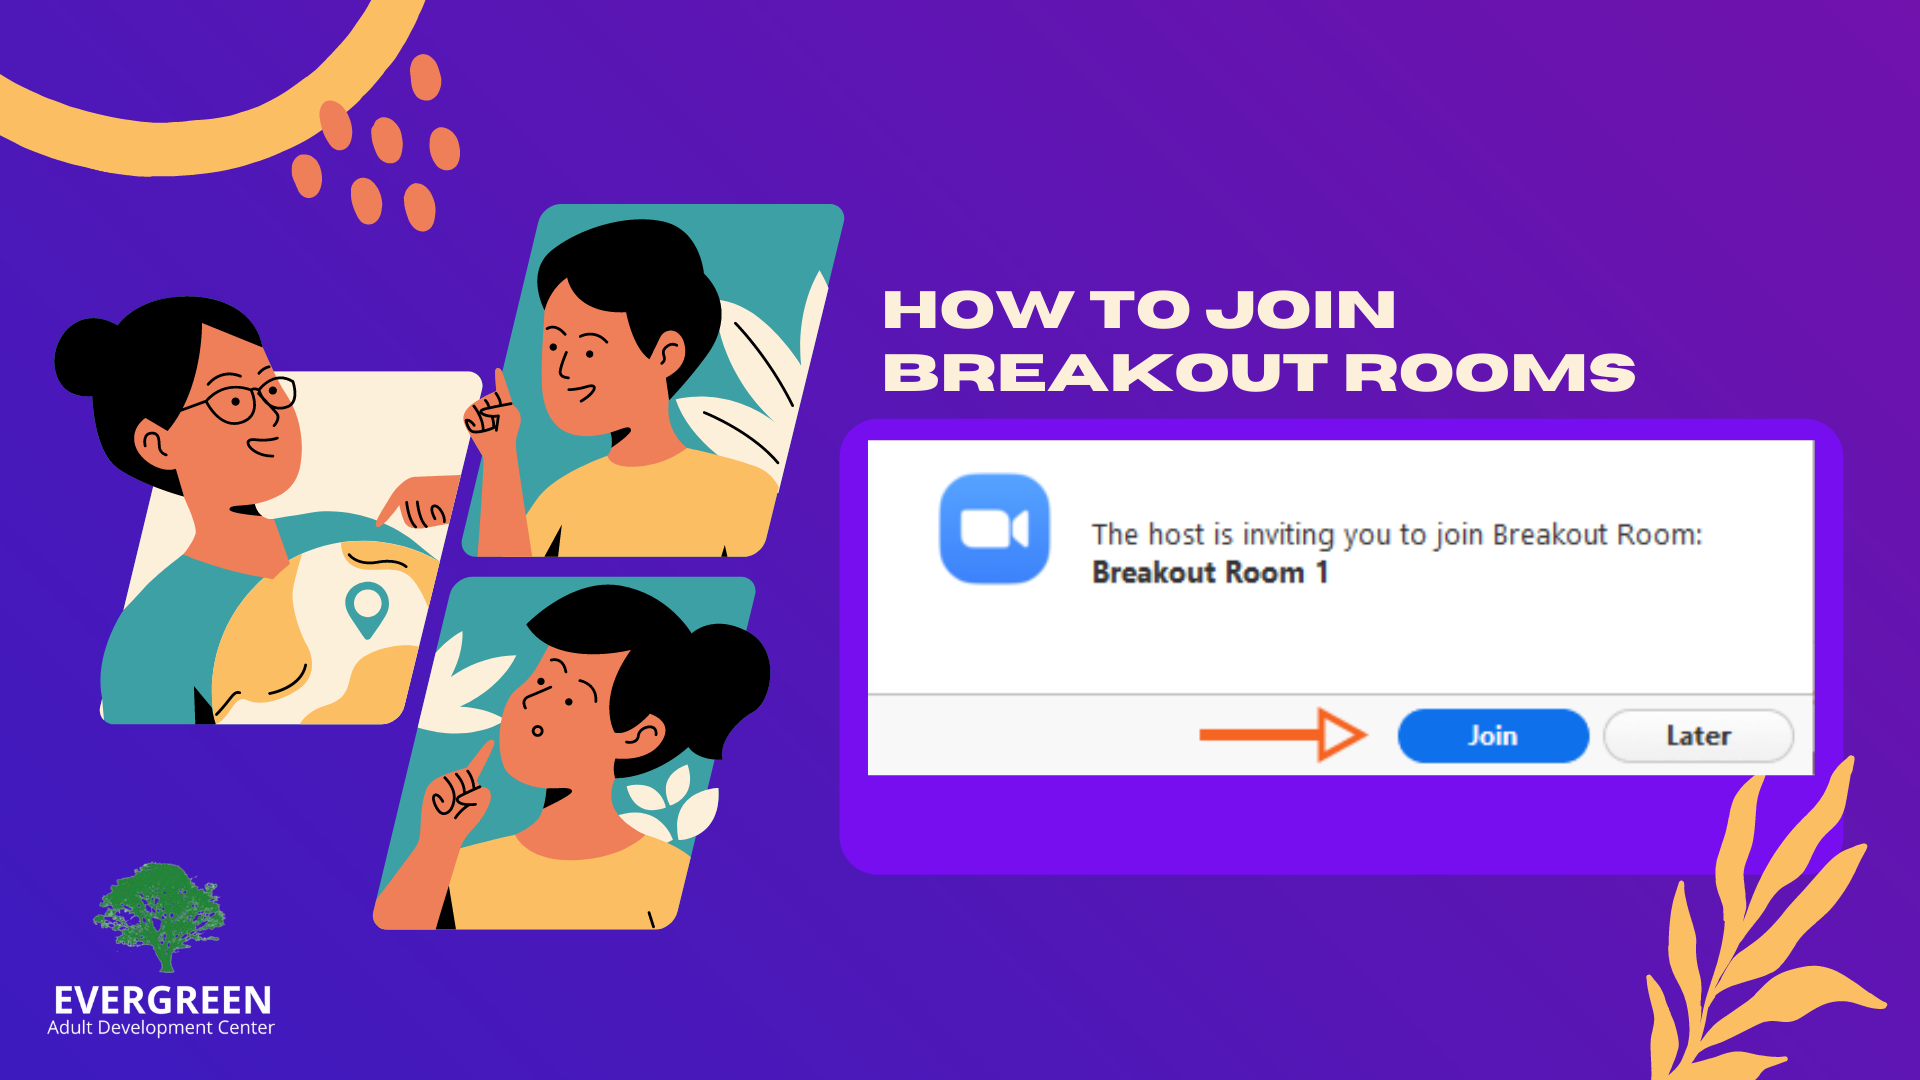 HOW TO JOIN
BREAKOUT ROOMS
The host is inviting you to join Breakout Room:
Breakout Room 1
Join
Later
EVERGREEN
Adult Development Center